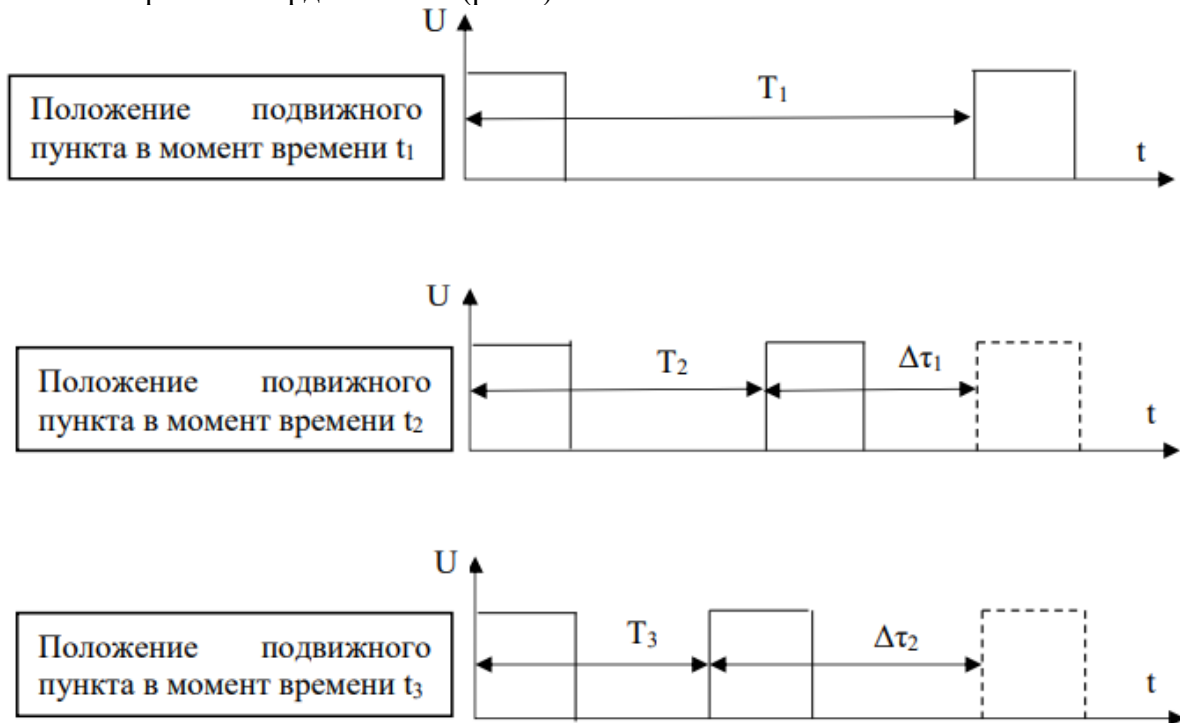 U
T₁
Положение подвижного
пункта в момент времени t₁
t
U
T₂
Δτ₁
Положение подвижного
пункта в момент времени t₂
t
U
T₃
Δτ₂
Положение подвижного
пункта в момент времени t₃
t